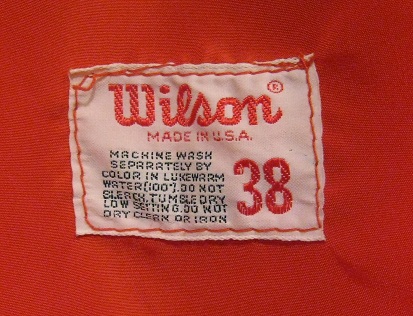 Wilson®
MADE IN U.S.A.
MACHINE WASH
SEPARATELY BY
COLOR IN LUKEWARM
WATER(100°).DO NOT
BLEACH.TUMBLE DRY
LOW SETTING.DO NOT
DRY CLEAN OR IRON
38